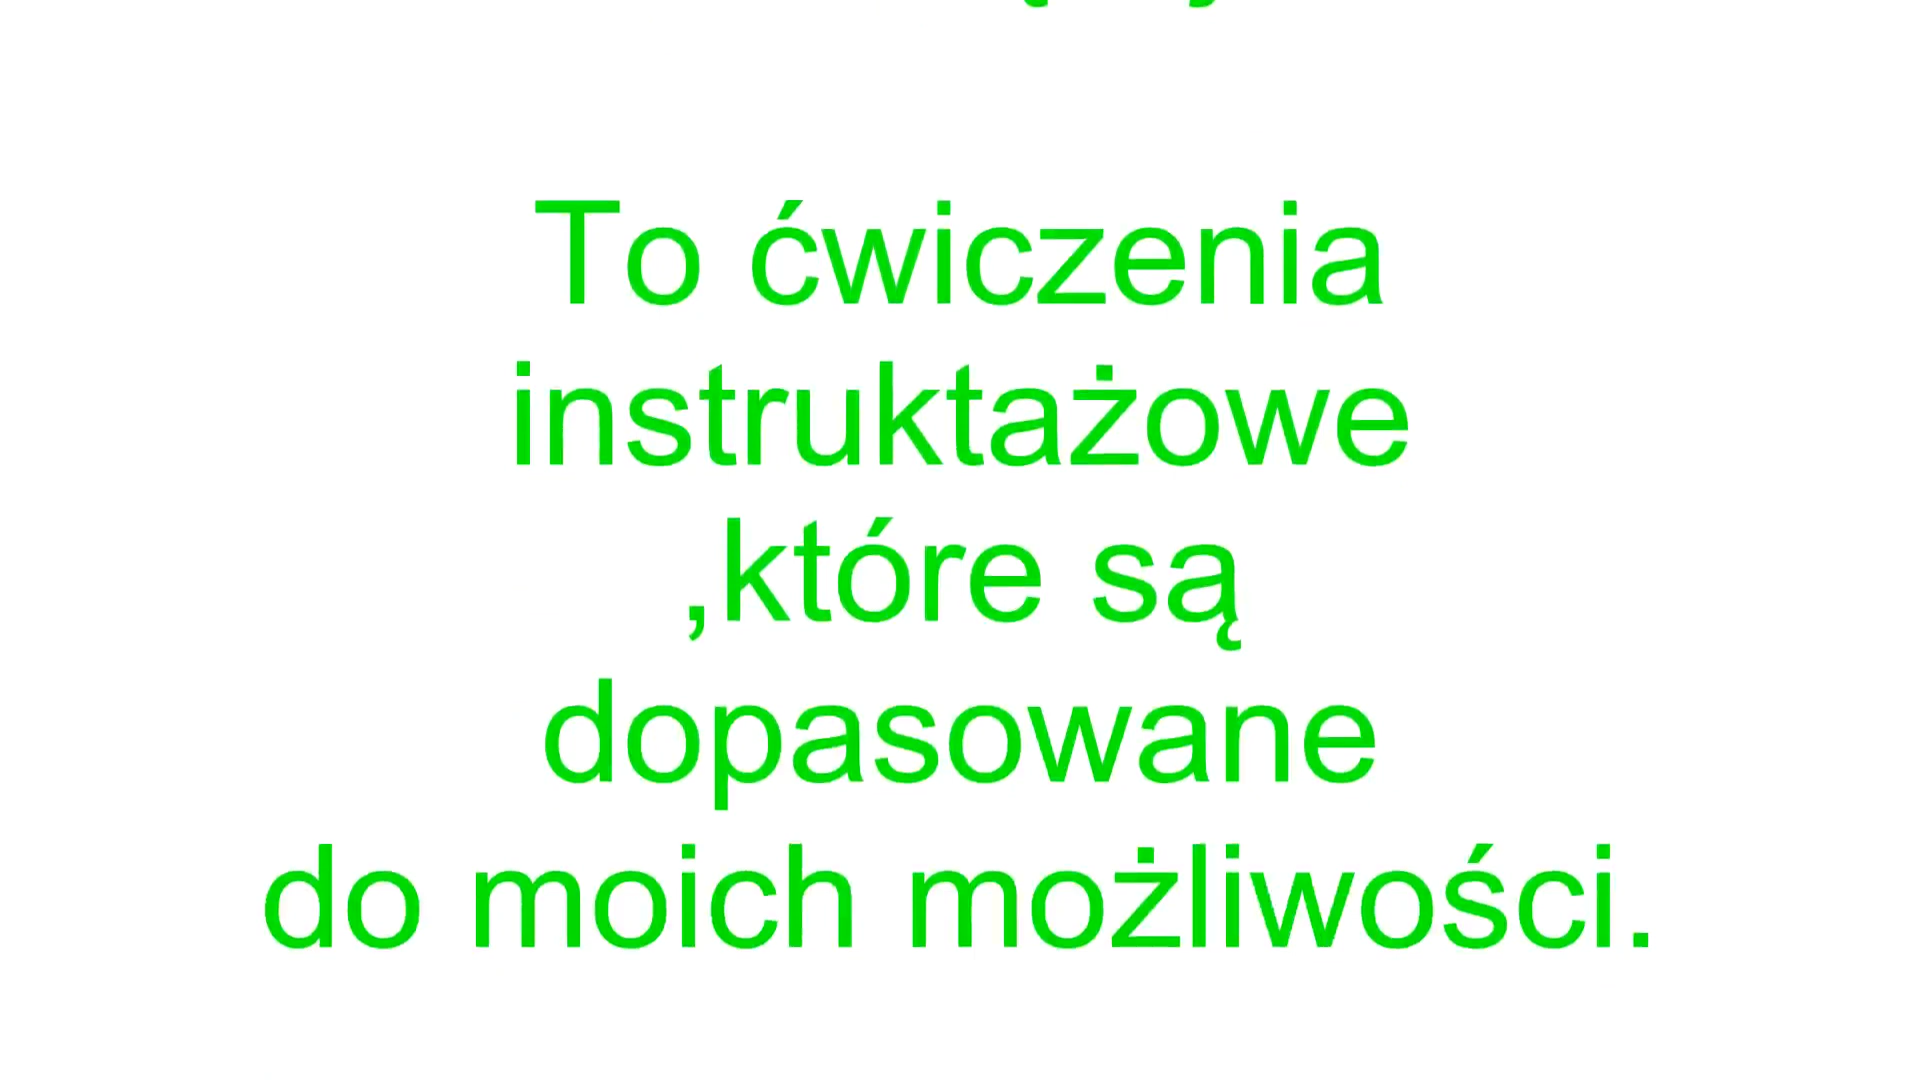 To ćwiczenia
instruktażowe
,które są
dopasowane
do moich możliwości.